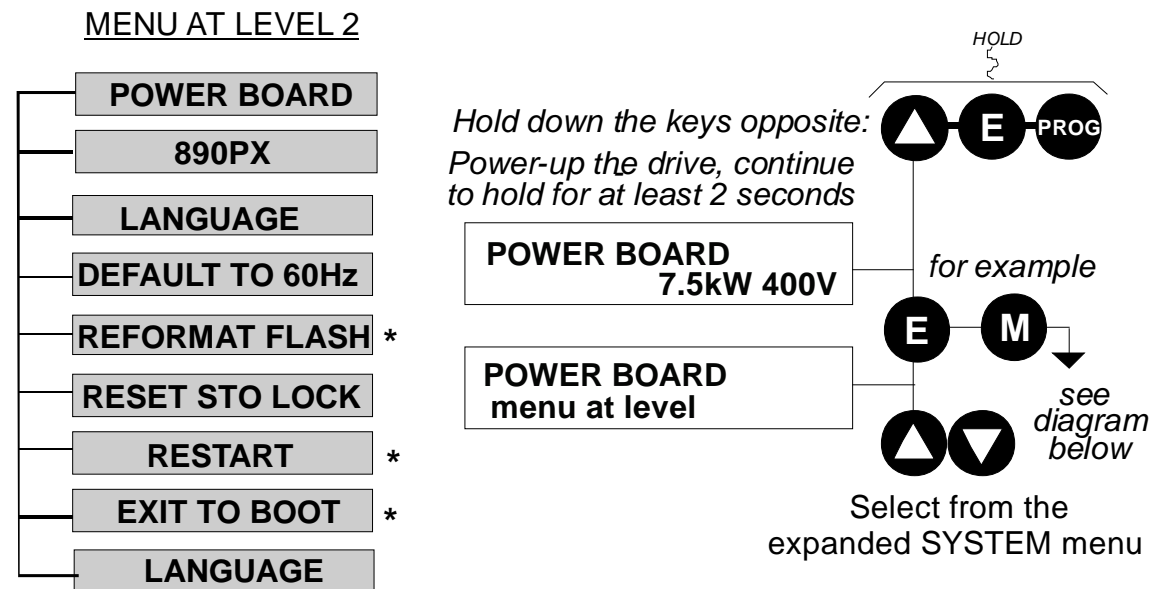 MENU AT LEVEL 2
POWER BOARD
890PX
LANGUAGE
DEFAULT TO 60Hz
REFORMAT FLASH *
RESET STO LOCK
RESTART *
EXIT TO BOOT *
LANGUAGE
HOLD
Hold down the keys opposite:
E
PROG
Power-up the drive, continue
to hold for at least 2 seconds
POWER BOARD
7.5kW 400V
for example
E
M
POWER BOARD
menu at level
see
diagram
below
Select from the
expanded SYSTEM menu